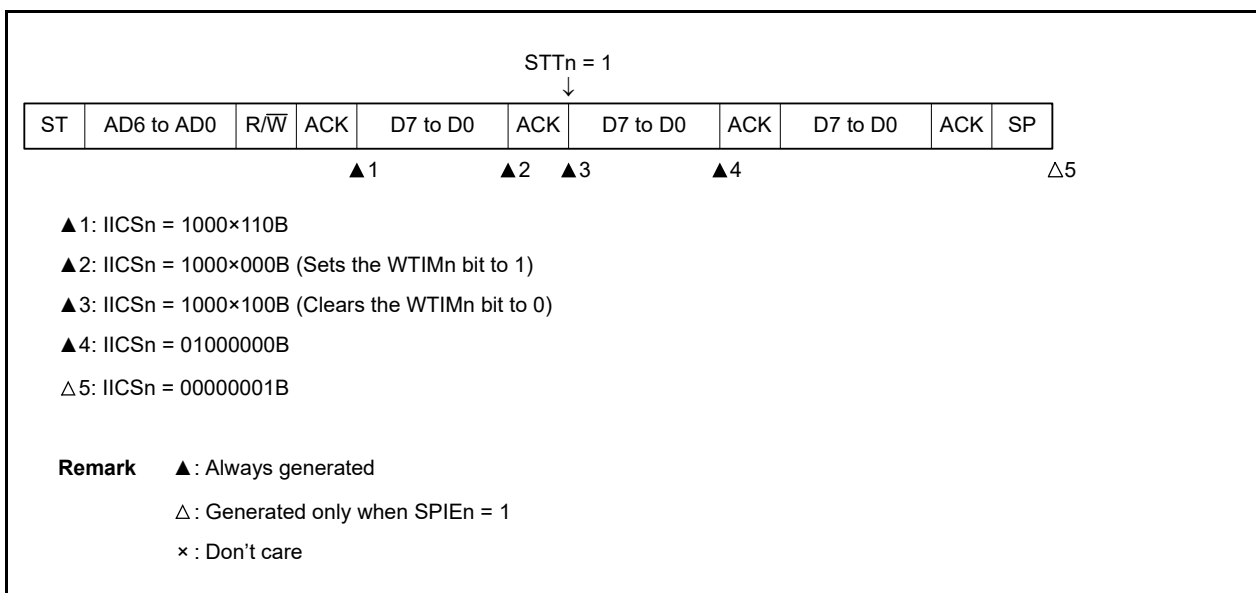 STTn = 1
↓
ST AD6 to AD0 R/W̅ ACK D7 to D0 ACK D7 to D0 ACK D7 to D0 ACK SP
▲1 ▲2 ▲3 ▲4 △5
▲1: IICSn = 1000×110B
▲2: IICSn = 1000×000B (Sets the WTIMn bit to 1)
▲3: IICSn = 1000×100B (Clears the WTIMn bit to 0)
▲4: IICSn = 01000000B
△5: IICSn = 00000001B
Remark ▲: Always generated
△: Generated only when SPIEn = 1
×: Don't care